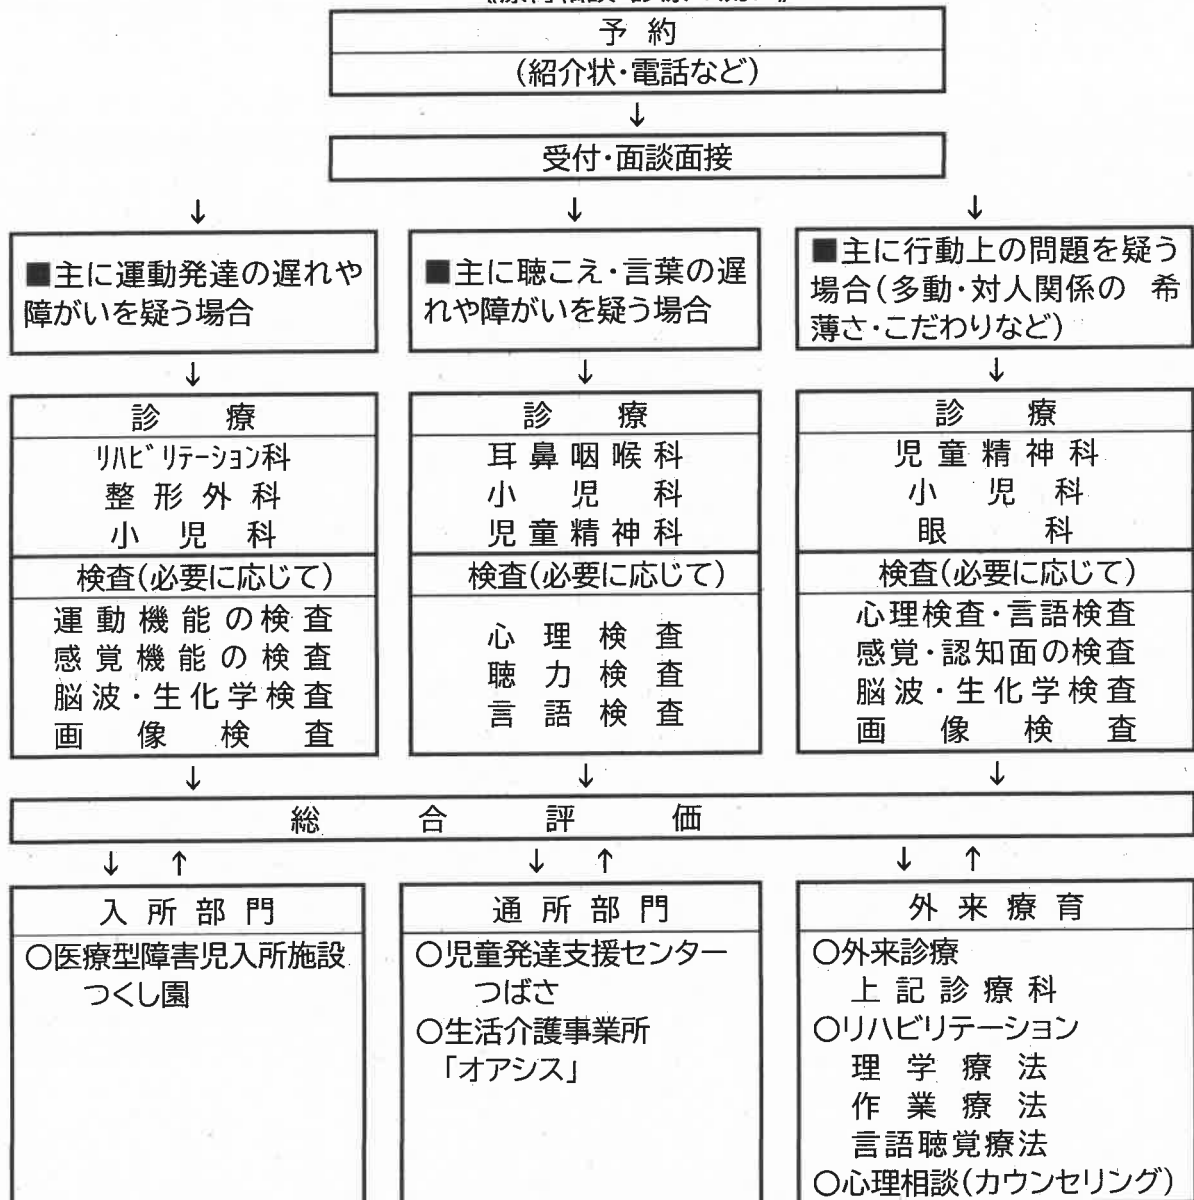 予約
(紹介状・電話など)
↓
受付・面談面接
↓ ↓ ↓
■主に運動発達の遅れや
障がいを疑う場合
■主に聴こえ・言葉の遅
れや障がいを疑う場合
■主に行動上の問題を疑う
場合(多動・対人関係の 希
薄さ・こだわりなど)
↓ ↓ ↓
診療
リハビリテーション科
整形外科
小児科
検査(必要に応じて)
運動機能の検査
感覚機能の検査
脳波・生化学検査
画像検査
診療
耳鼻咽喉科
小児科
児童精神科
検査(必要に応じて)
心理検査
聴力検査
言語検査
診療
児童精神科
小児科
眼科
検査(必要に応じて)
心理検査・言語検査
感覚・認知面の検査
脳波・生化学検査
画像検査
↓ ↓ ↓
総合評価
↓ ↑ ↓ ↑ ↓ ↑
入所部門
○医療型障害児入所施設
つくし園
通所部門
○児童発達支援センター
つばさ
○生活介護事業所
「オアシス」
外来療育
○外来診療
上記診療科
○リハビリテーション
理学療法
作業療法
言語聴覚療法
○心理相談(カウンセリング)